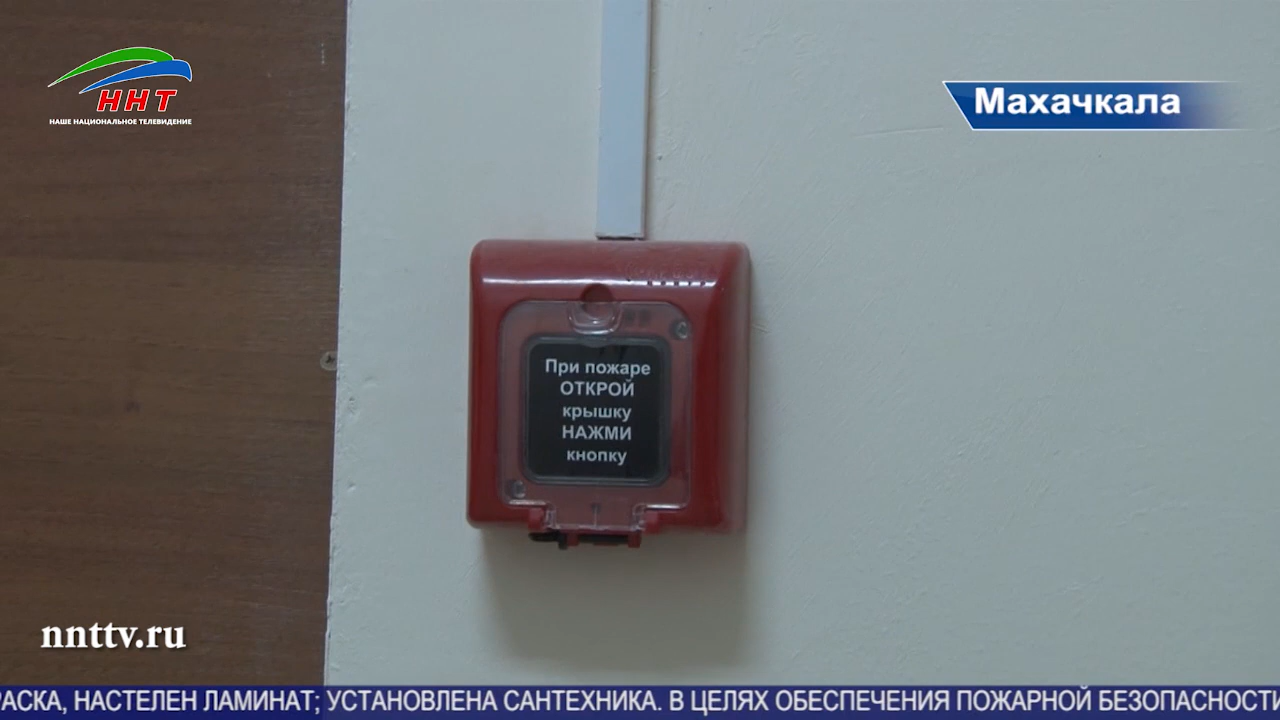 ННТ
НАШЕ НАЦИОНАЛЬНОЕ ТЕЛЕВИДЕНИЕ
Махачкала
При пожаре
ОТКРОЙ
крышку
НАЖМИ
кнопку
nnttv.ru
РАСКА, НАСТЕЛЕН ЛАМИНАТ; УСТАНОВЛЕНА САНТЕХНИКА. В ЦЕЛЯХ ОБЕСПЕЧЕНИЯ ПОЖАРНОЙ БЕЗОПАСНОСТИ